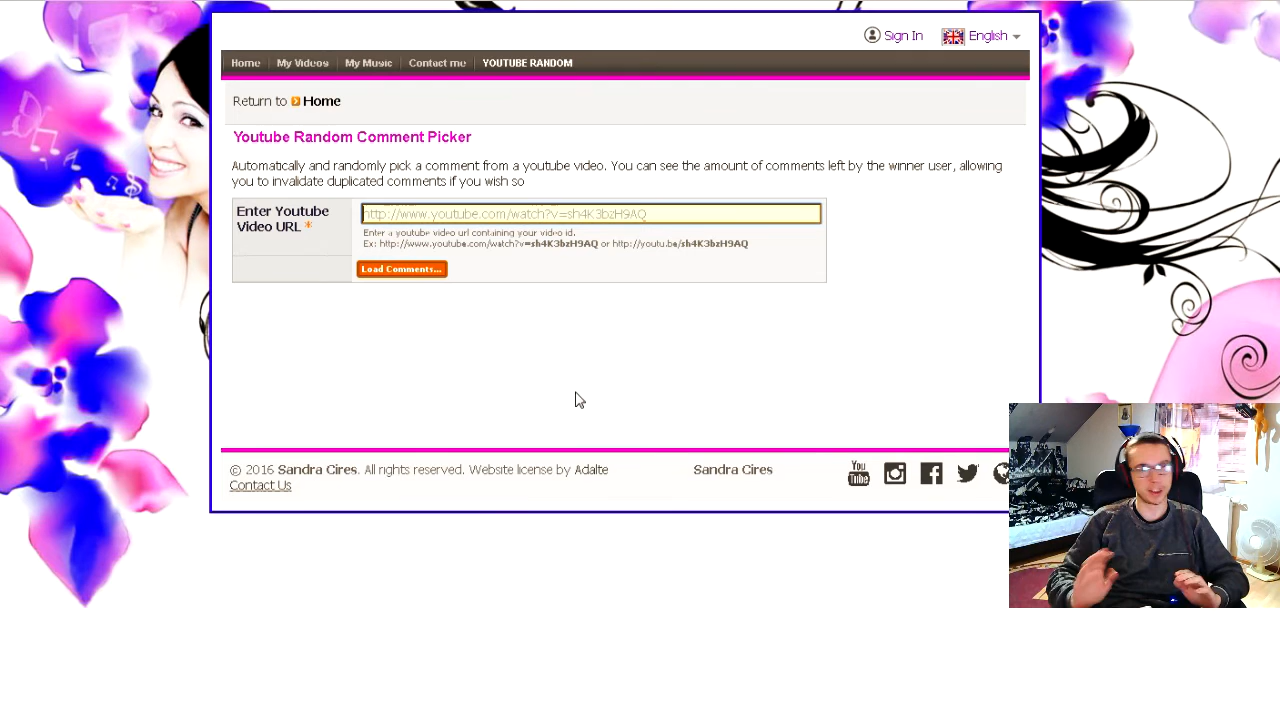 Sign In
English
Home
My Videos
My Music
Contact me
YOUTUBE RANDOM
Return to Home
Youtube Random Comment Picker
Automatically and randomly pick a comment from a youtube video. You can see the amount of comments left by the winner user, allowing
you to invalidate duplicated comments if you wish so
Enter Youtube
Video URL *
http://www.youtube.com/watch?v=sh4K3bzH9AQ
Enter a youtube video url containing your video id.
Ex: http://www.youtube.com/watch?v=sh4K3bzH9AQ or http://youtu.be/sh4K3bzH9AQ
Load Comments...
© 2016 Sandra Cires. All rights reserved. Website license by Adalte
Contact Us
Sandra Cires
You
Tube